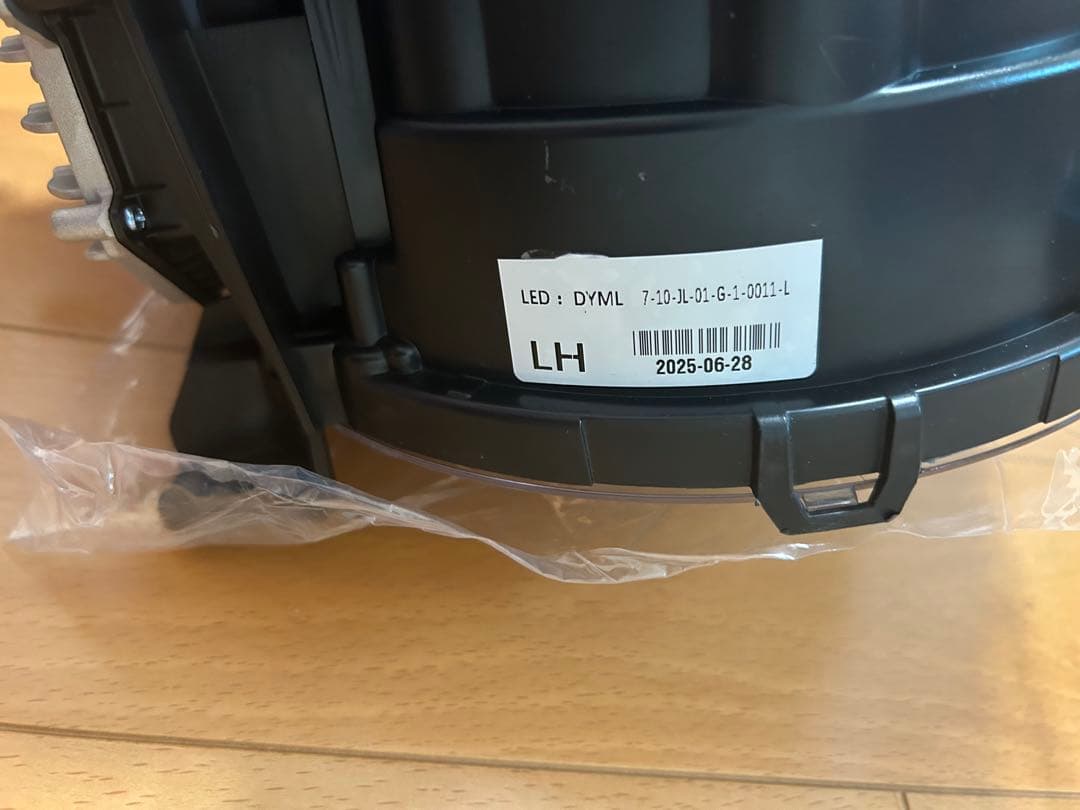 LED : DYML 7-10-JL-01-G-1-0011-L
LH
2025-06-28